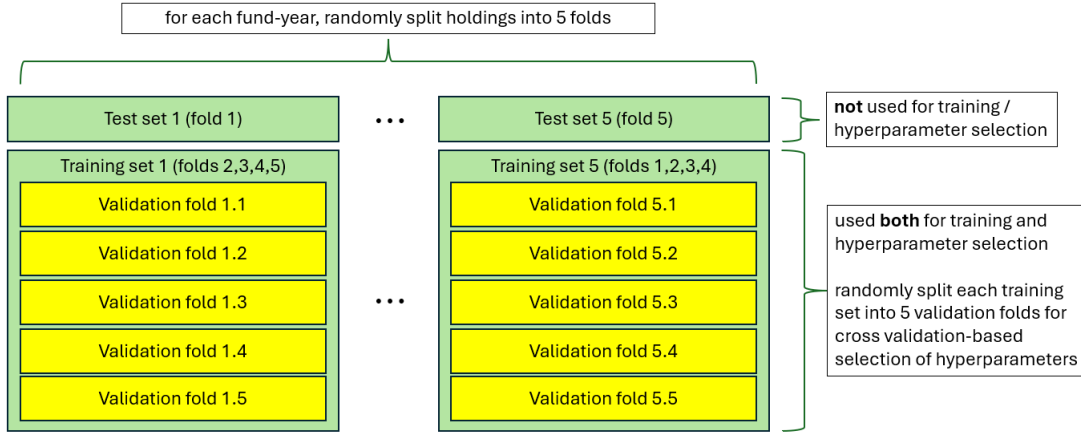 for each fund-year, randomly split holdings into 5 folds
Test set 1 (fold 1)
...
Test set 5 (fold 5)
not used for training /
hyperparameter selection
Training set 1 (folds 2,3,4,5)
Validation fold 1.1
Validation fold 1.2
Validation fold 1.3
Validation fold 1.4
Validation fold 1.5
...
Training set 5 (folds 1,2,3,4)
Validation fold 5.1
Validation fold 5.2
Validation fold 5.3
Validation fold 5.4
Validation fold 5.5
used both for training and
hyperparameter selection
randomly split each training
set into 5 validation folds for
cross validation-based
selection of hyperparameters